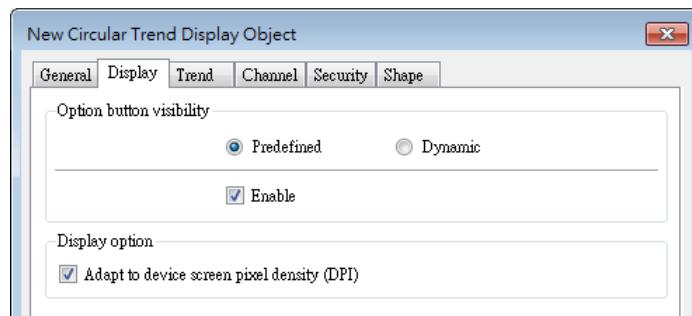 New Circular Trend Display Object
General Display Trend Channel Security Shape
Option button visibility
Predefined Dynamic
Enable
Display option
Adapt to device screen pixel density (DPI)